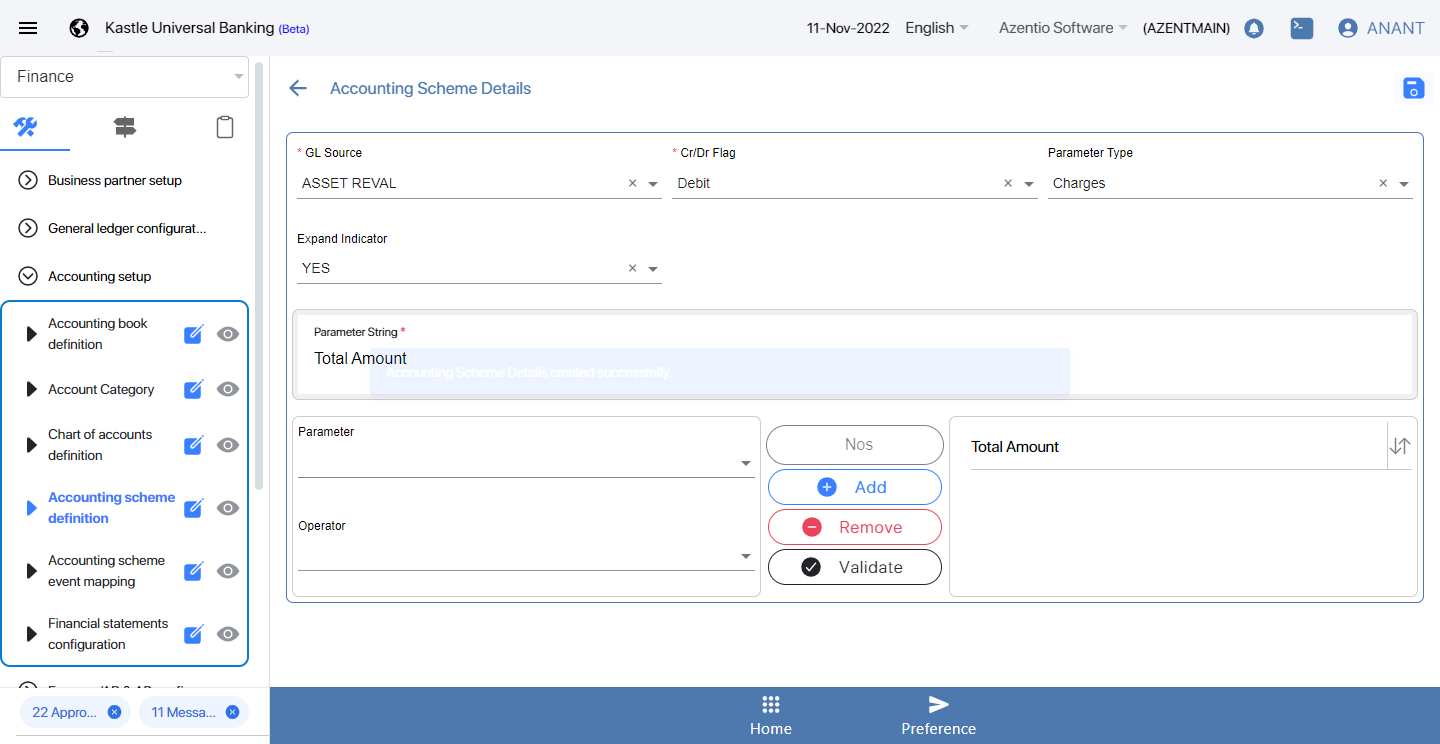 Kastle Universal Banking (Beta)
11-Nov-2022
English
Azentio Software
(AZENTMAIN)
ANANT
Finance
Business partner setup
General ledger configurat...
Accounting setup
Accounting book
definition
Account Category
Chart of accounts
definition
Accounting scheme
definition
Accounting scheme
event mapping
Financial statements
configuration
22 Appro...
11 Messa...
Accounting Scheme Details
* GL Source
ASSET REVAL
* Cr/Dr Flag
Debit
Parameter Type
Charges
Expand Indicator
YES
Parameter String *
Total Amount
Accounting Scheme Details created successfully.
Parameter
Operator
Nos
Add
Remove
Validate
Total Amount
Home
Preference